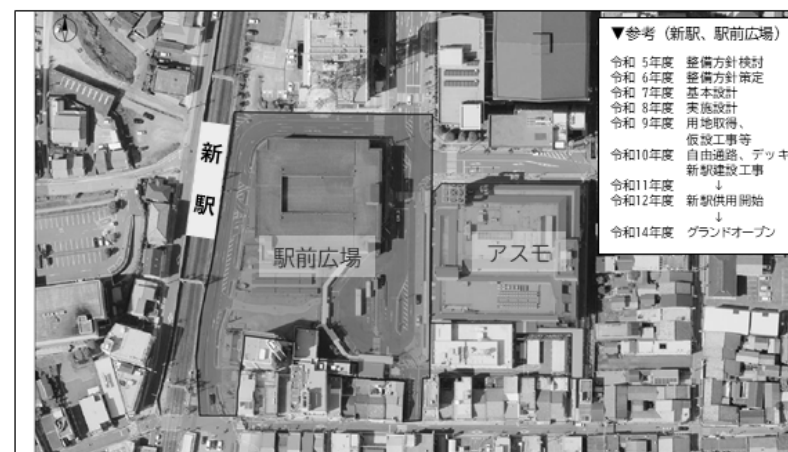 ▼参考（新駅、駅前広場）
令和 5年度 整備方針検討
令和 6年度 整備方針策定
令和 7年度 基本設計
令和 8年度 実施設計
令和 9年度 用地取得、
仮設工事等
令和10年度 自由通路、デッキ
新駅建設工事
令和11年度 ↓
令和12年度 新駅供用開始
↓
令和14年度 グランドオープン
新駅
駅前広場
アスモ